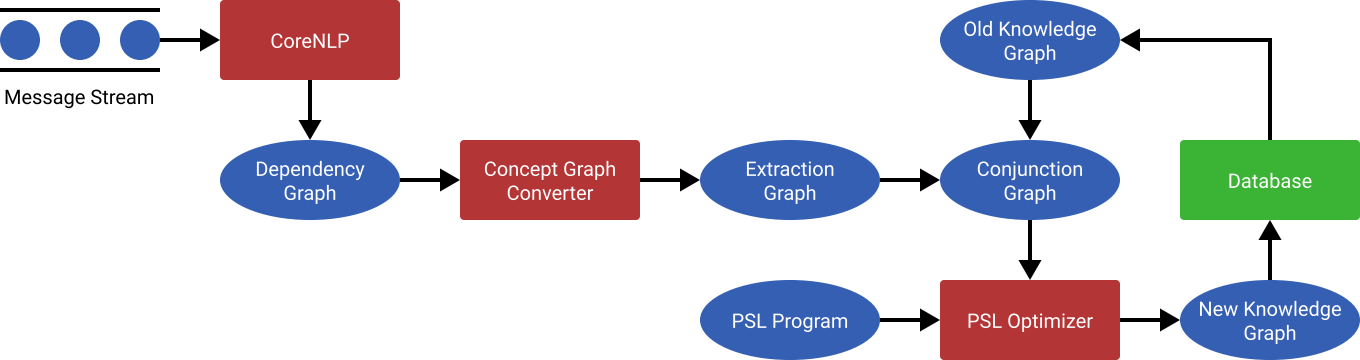 CoreNLP
Old Knowledge
Graph
Message Stream
Dependency
Graph
Concept Graph
Converter
Extraction
Graph
Conjunction
Graph
Database
PSL Program
PSL Optimizer
New Knowledge
Graph